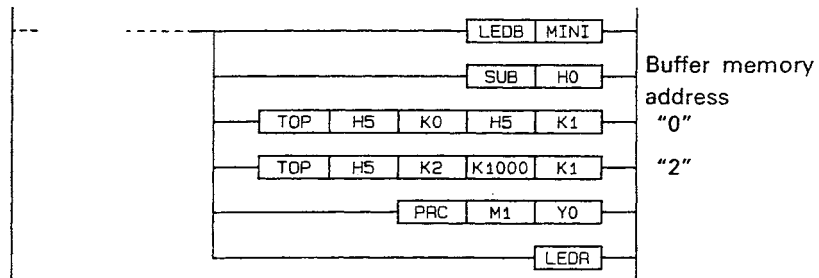 LEDB MINI
SUB H0
Buffer memory
address
TOP H5 K0 H5 K1 "0"
TOP H5 K2 K1000 K1 "2"
PRC M1 Y0
LEDR